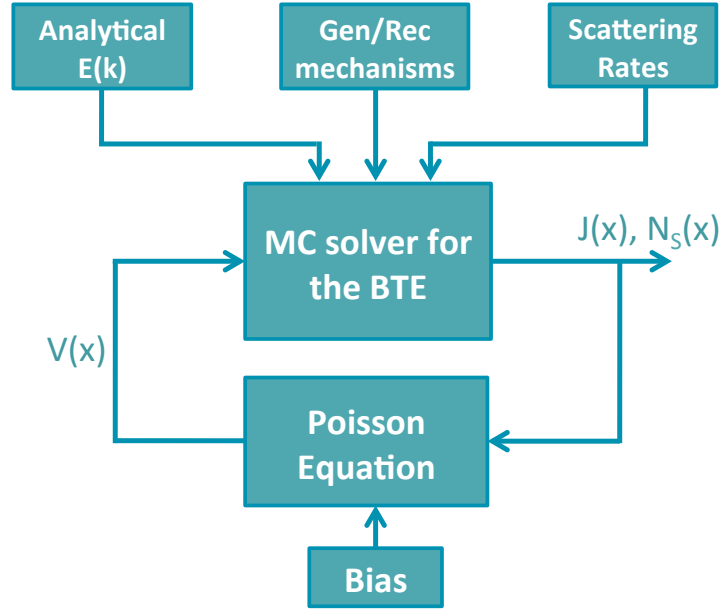 Analytical
E(k)
Gen/Rec
mechanisms
Scattering
Rates
MC solver for
the BTE
J(x), N_S(x)
V(x)
Poisson
Equation
Bias